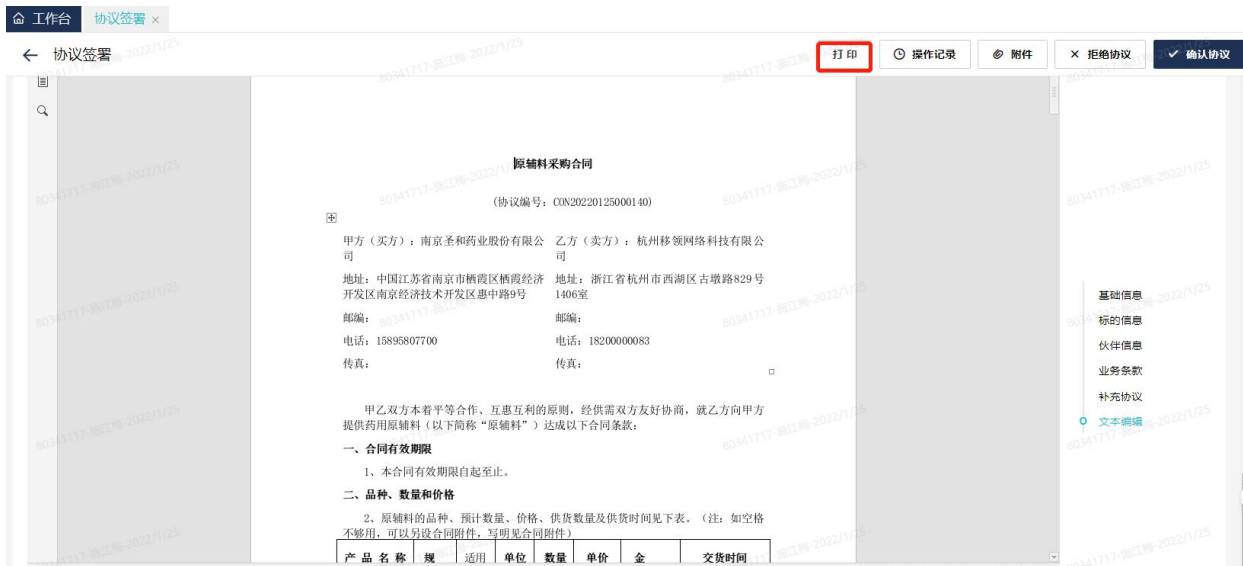 工作台 协议签署 ×
← 协议签署
打印 操作记录 附件 × 拒绝协议 ✓ 确认协议
原辅料采购合同
(协议编号：CON20220125000140)
甲方（买方）：南京圣和药业股份有限公 乙方（卖方）：杭州移领网络科技有限公
司 司
地址：中国江苏省南京市栖霞区栖霞经济 地址：浙江省杭州市西湖区古墩路829号
开发区南京经济技术开发区惠中路9号 1406室
邮编： 邮编：
电话：15895807700 电话：18200000083
传真： 传真：
甲乙双方本着平等合作、互惠互利的原则，经供需双方友好协商，就乙方向甲方
提供药用原辅料（以下简称“原辅料”）达成以下合同条款：
一、合同有效期限
1、本合同有效期限自起至止。
二、品种、数量和价格
2、原辅料的品种、预计数量、价格、供货数量及供货时间见下表。（注：如空格
不够用，可以另设合同附件，写明见合同附件）
产品名称 规 适用 单位 数量 单价 金 交货时间
基础信息
标的信息
伙伴信息
业务条款
补充协议
文本编辑